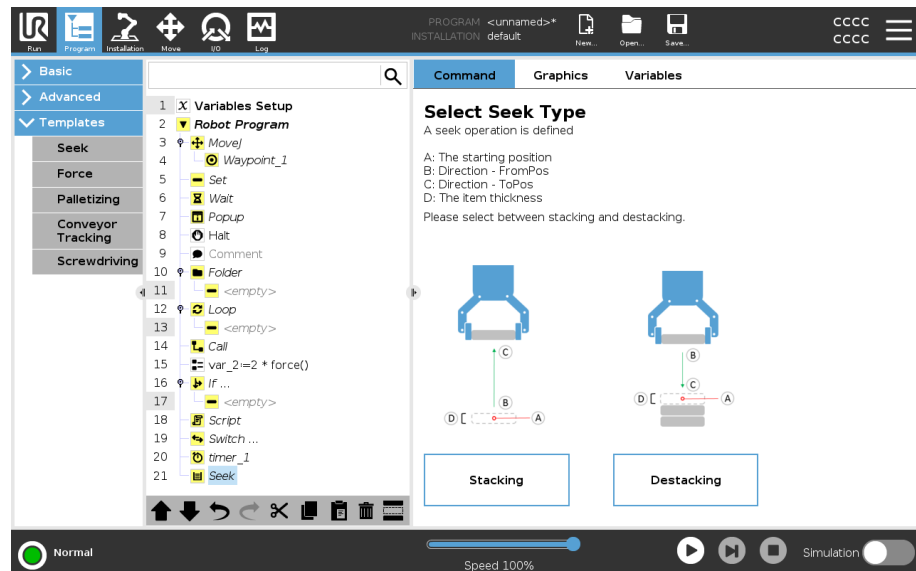 UR
Run
Program
Installation
Move
I/O
Log
PROGRAM <unnamed>*
INSTALLATION default
New...
Open...
Save...
CCCC
CCCC
Basic
Advanced
Templates
Seek
Force
Palletizing
Conveyor
Tracking
Screwdriving
1 X Variables Setup
2 Robot Program
3 MoveJ
4 Waypoint_1
5 Set
6 Wait
7 Popup
8 Halt
9 Comment
10 Folder
11 <empty>
12 Loop
13 <empty>
14 Call
15 var_2:=2 * force()
16 If ...
17 <empty>
18 Script
19 Switch ...
20 timer_1
21 Seek
Command
Graphics
Variables
Select Seek Type
A seek operation is defined
A: The starting position
B: Direction - FromPos
C: Direction - ToPos
D: The item thickness
Please select between stacking and destacking.
C
B
D
A
B
C
D
A
Stacking
Destacking
Normal
Speed 100%
Simulation